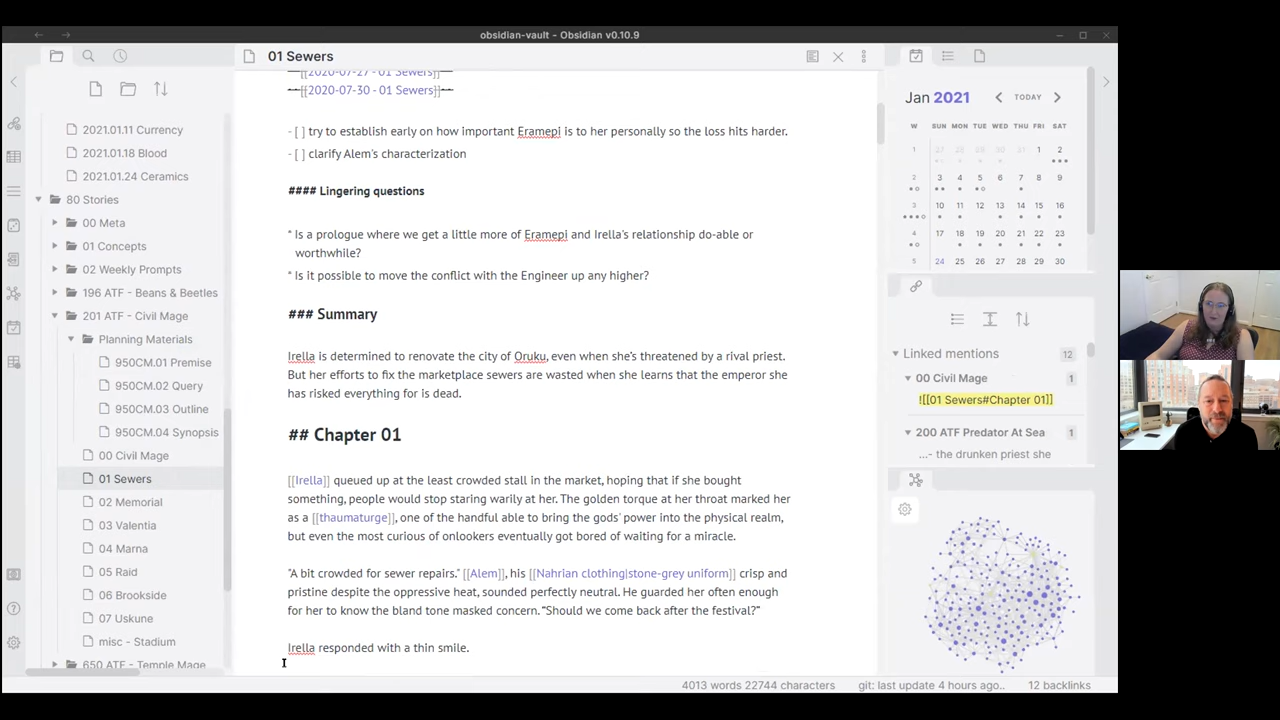 obsidian-vault - Obsidian v0.10.9
01 Sewers
2021.01.11 Currency
2021.01.18 Blood
2021.01.24 Ceramics
80 Stories
00 Meta
01 Concepts
02 Weekly Prompts
196 ATF - Beans & Beetles
201 ATF - Civil Mage
Planning Materials
950CM.01 Premise
950CM.02 Query
950CM.03 Outline
950CM.04 Synopsis
00 Civil Mage
01 Sewers
02 Memorial
03 Valentia
04 Marna
05 Raid
06 Brookside
07 Uskune
misc - Stadium
650 ATF - Temple Mage
~~[[2020-07-27 - 01 Sewers]]~~
~~[[2020-07-30 - 01 Sewers]]~~
- [ ] try to establish early on how important Eramepi is to her personally so the loss hits harder.
- [ ] clarify Alem's characterization
#### Lingering questions
* Is a prologue where we get a little more of Eramepi and Irella's relationship do-able or
worthwhile?
* Is it possible to move the conflict with the Engineer up any higher?
### Summary
Irella is determined to renovate the city of Oruku, even when she's threatened by a rival priest.
But her efforts to fix the marketplace sewers are wasted when she learns that the emperor she
has risked everything for is dead.
## Chapter 01
[[Irella]] queued up at the least crowded stall in the market, hoping that if she bought
something, people would stop staring warily at her. The golden torque at her throat marked her
as a [[thaumaturge]], one of the handful able to bring the gods' power into the physical realm,
but even the most curious of onlookers eventually got bored of waiting for a miracle.
"A bit crowded for sewer repairs." [[Alem]], his [[Nahrian clothing|stone-grey uniform]] crisp and
pristine despite the oppressive heat, sounded perfectly neutral. He guarded her often enough
for her to know the bland tone masked concern. "Should we come back after the festival?"
Irella responded with a thin smile.
Jan 2021 TODAY
W SUN MON TUE WED THU FRI SAT
1 27 28 29 30 31 1 2
2 3 4 5 6 7 8 9
3 10 11 12 13 14 15 16
4 17 18 19 20 21 22 23
5 24 25 26 27 28 29 30
Linked mentions 12
00 Civil Mage 1
![[01 Sewers#Chapter 01]]
200 ATF Predator At Sea 1
...- the drunken priest she
4013 words 22744 characters git: last update 4 hours ago.. 12 backlinks